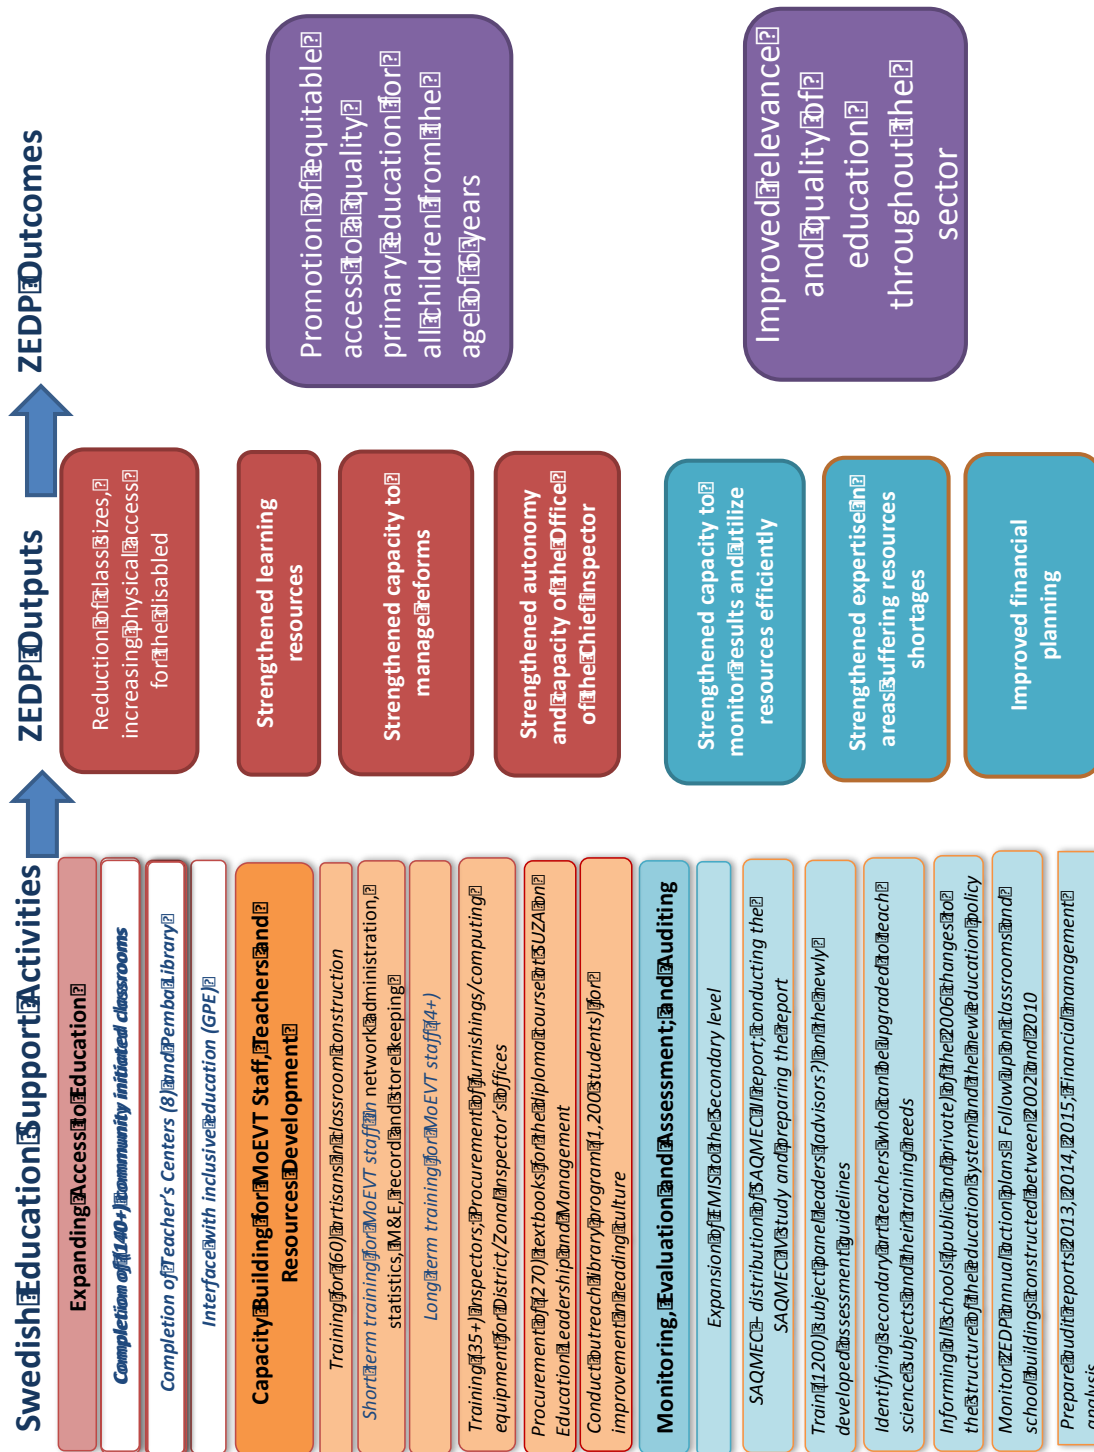 Swedish Education Support Activities
ZEDP Outputs
ZEDP Outcomes
Expanding Access to Education
Completion of (140+) community initiated classrooms
Completion of Teacher's Centers (8) and Pemba Library
Interface with inclusive education (GPE)
Capacity Building for MoEVT Staff, Teachers and
Resources Development
Training for (60) artisans in classroom construction
Short term training for MoEVT staff in network administration,
statistics, M&E, record and store keeping
Long term training for MoEVT staff (4+)
Training (35+) Inspectors; Procurement of furnishings/computing
equipment for District/Zonal Inspector's offices
Procurement of (270) textbooks for the diploma course at SUZA on
Education Leadership and Management
Conduct outreach library program (1,200 students) for
improvement in reading culture
Monitoring, Evaluation and Assessment; and Auditing
Expansion of EMIS to the Secondary level
SAQMEC – distribution of SAQMEC III report; conducting the
SAQMEC IV study and preparing the report
Train (1200) subject panel leaders (advisors?) on the newly
developed assessment guidelines
Identifying secondary art teachers who can be upgraded to teach
science subjects and their training needs
Informing all schools (public and private) of the 2006 changes to
the structure of the education system and the new education policy
Monitor ZEDP annual action plans. Follow up on classrooms and
school buildings constructed between 2002 and 2010
Prepare audit reports 2013, 2014, 2015; Financial management
analysis
Reduction of class sizes,
increasing physical access
for the disabled
Strengthened learning
resources
Strengthened capacity to
manage reforms
Strengthened autonomy
and capacity of the Office
of the Chief Inspector
Strengthened capacity to
monitor results and utilize
resources efficiently
Strengthened expertise in
areas suffering resources
shortages
Improved financial
planning
Promotion of equitable
access to a quality
primary education for
all children from the
age of 6 years
Improved relevance
and quality of
education
throughout the
sector